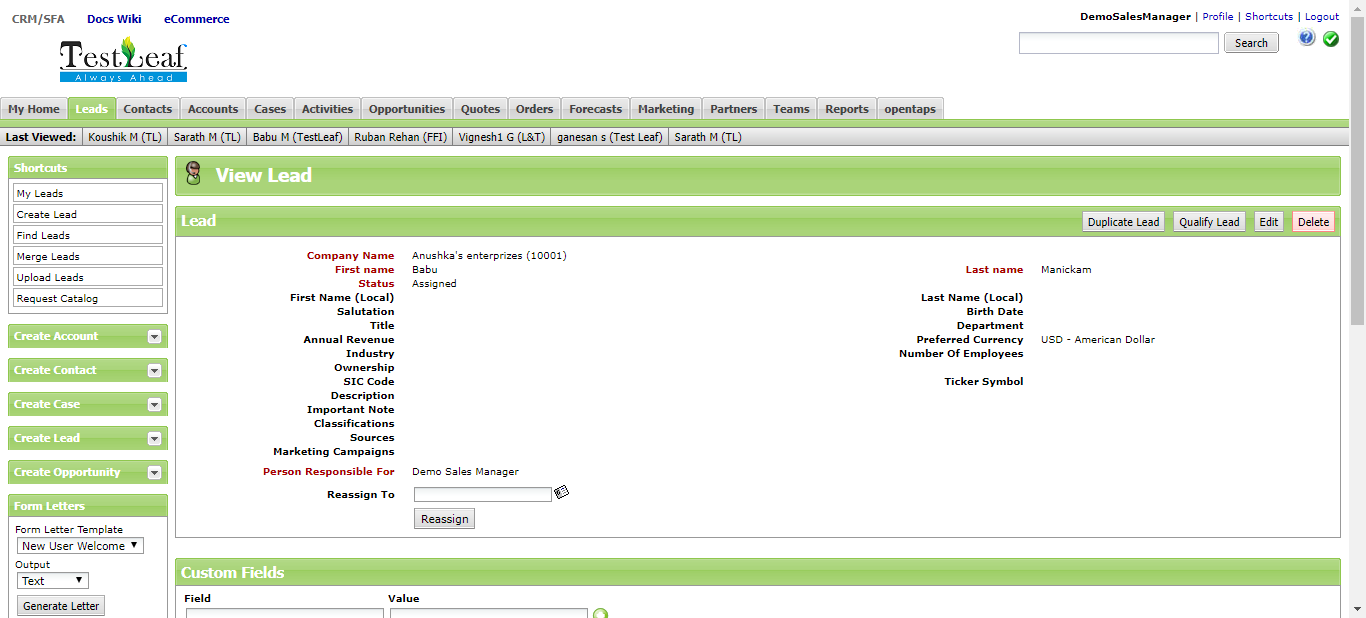 CRM/SFA Docs Wiki eCommerce
DemoSalesManager | Profile | Shortcuts | Logout
TestLeaf
Always Ahead
Search
My Home Leads Contacts Accounts Cases Activities Opportunities Quotes Orders Forecasts Marketing Partners Teams Reports opentaps
Last Viewed: Koushik M (TL) Sarath M (TL) Babu M (TestLeaf) Ruban Rehan (FFI) Vignesh1 G (L&T) ganesan s (Test Leaf) Sarath M (TL)
Shortcuts
My Leads
Create Lead
Find Leads
Merge Leads
Upload Leads
Request Catalog
Create Account
Create Contact
Create Case
Create Lead
Create Opportunity
Form Letters
Form Letter Template
New User Welcome
Output
Text
Generate Letter
View Lead
Lead
Duplicate Lead Qualify Lead Edit Delete
Company Name Anushka's enterprizes (10001)
First name Babu Last name Manickam
Status Assigned
First Name (Local) Last Name (Local)
Salutation Birth Date
Title Department
Annual Revenue Preferred Currency USD - American Dollar
Industry Number Of Employees
Ownership
SIC Code Ticker Symbol
Description
Important Note
Classifications
Sources
Marketing Campaigns
Person Responsible For Demo Sales Manager
Reassign To
Reassign
Custom Fields
Field Value